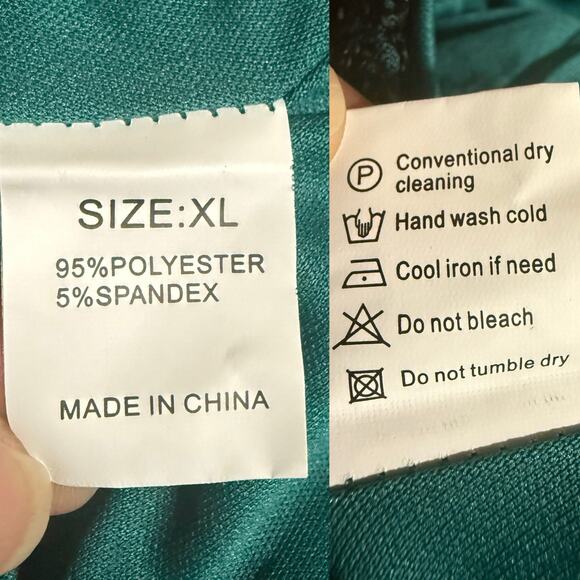 SIZE:XL
95%POLYESTER
5%SPANDEX
MADE IN CHINA
P
Conventional dry
cleaning
Hand wash cold
Cool iron if need
Do not bleach
Do not tumble dry